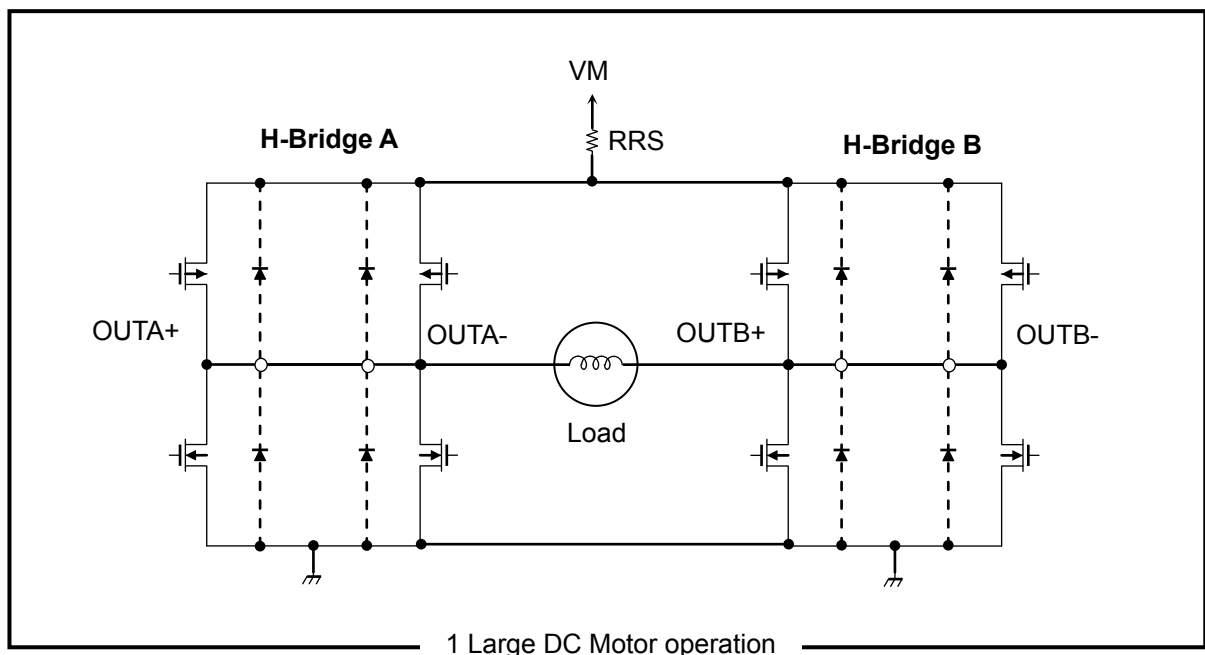 VM
RRS
H-Bridge A
H-Bridge B
OUTA+
OUTA-
OUTB+
OUTB-
Load
1 Large DC Motor operation